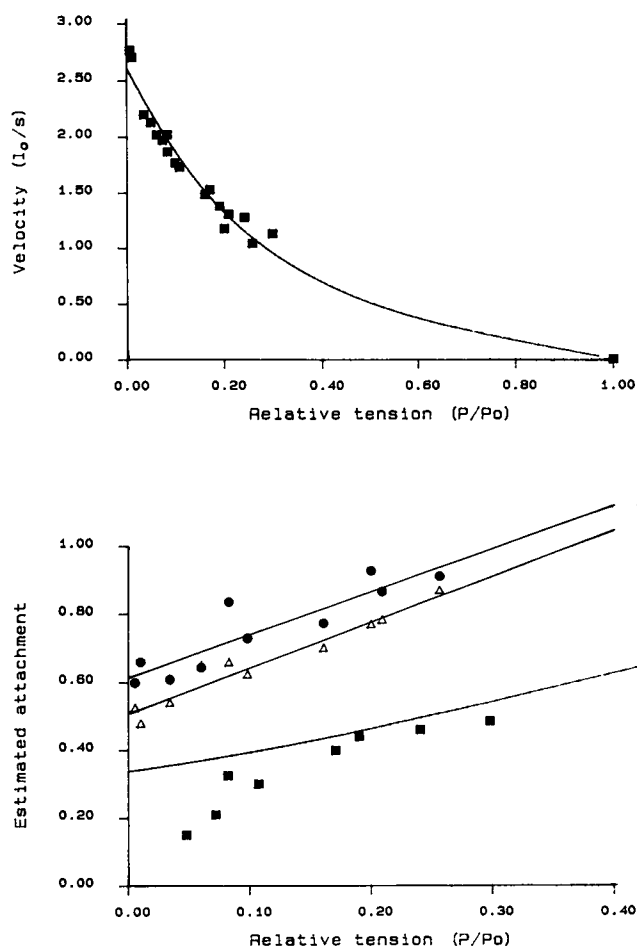 3.00
2.50
2.00
1.50
1.00
0.50
0.00
Velocity (lo/s)
0.00 0.20 0.40 0.60 0.80 1.00
Relative tension (P/Po)
1.00
0.80
0.60
0.40
0.20
0.00
Estimated attachment
0.00 0.10 0.20 0.30 0.40
Relative tension (P/Po)